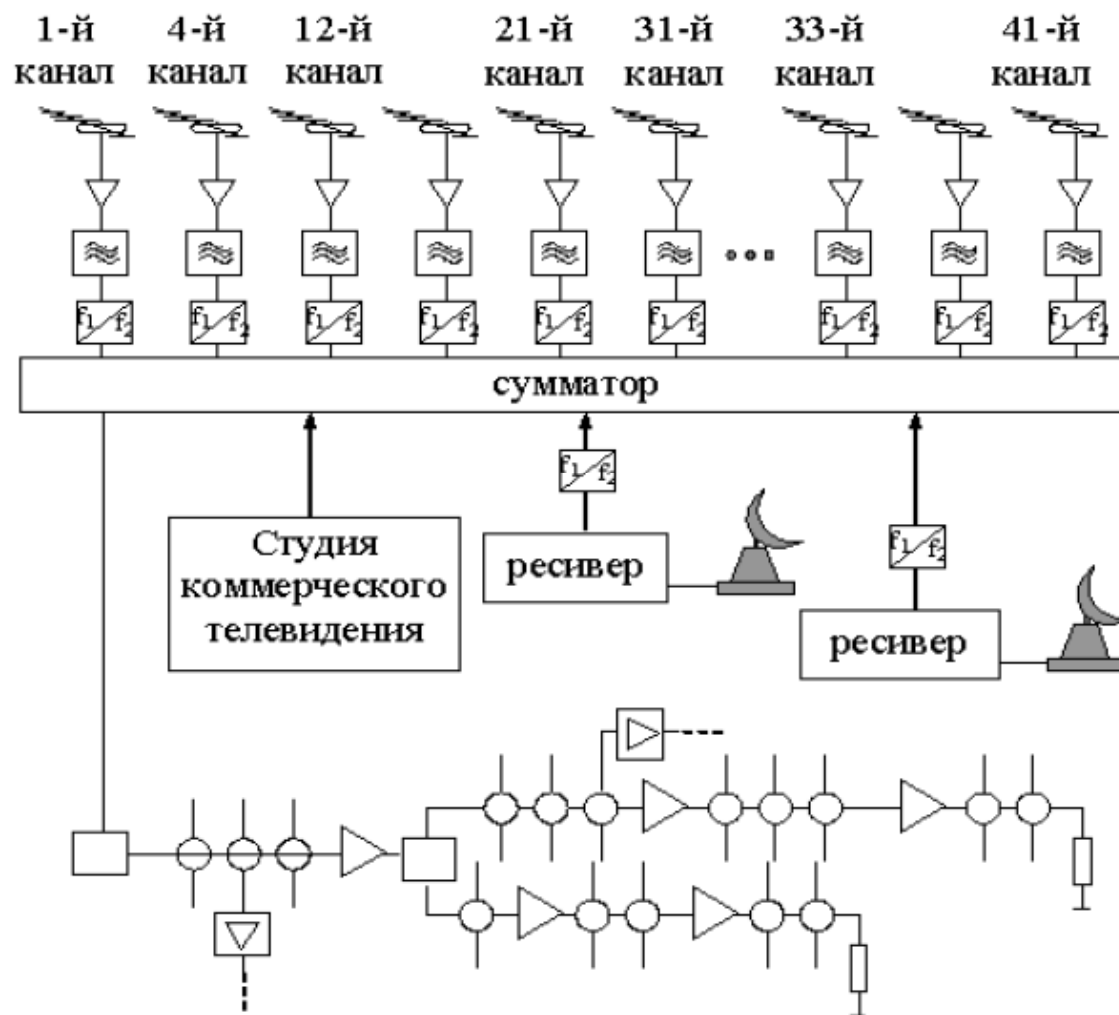 1-й 4-й 12-й 21-й 31-й 33-й 41-й
канал канал канал канал канал канал канал
f₁ f₂ f₁ f₂ f₁ f₂ f₁ f₂ f₁ f₂ f₁ f₂ f₁ f₂ f₁ f₂ f₁ f₂
сумматор
f₁ f₂
f₁ f₂
Студия
коммерческого
телевидения
ресивер
ресивер